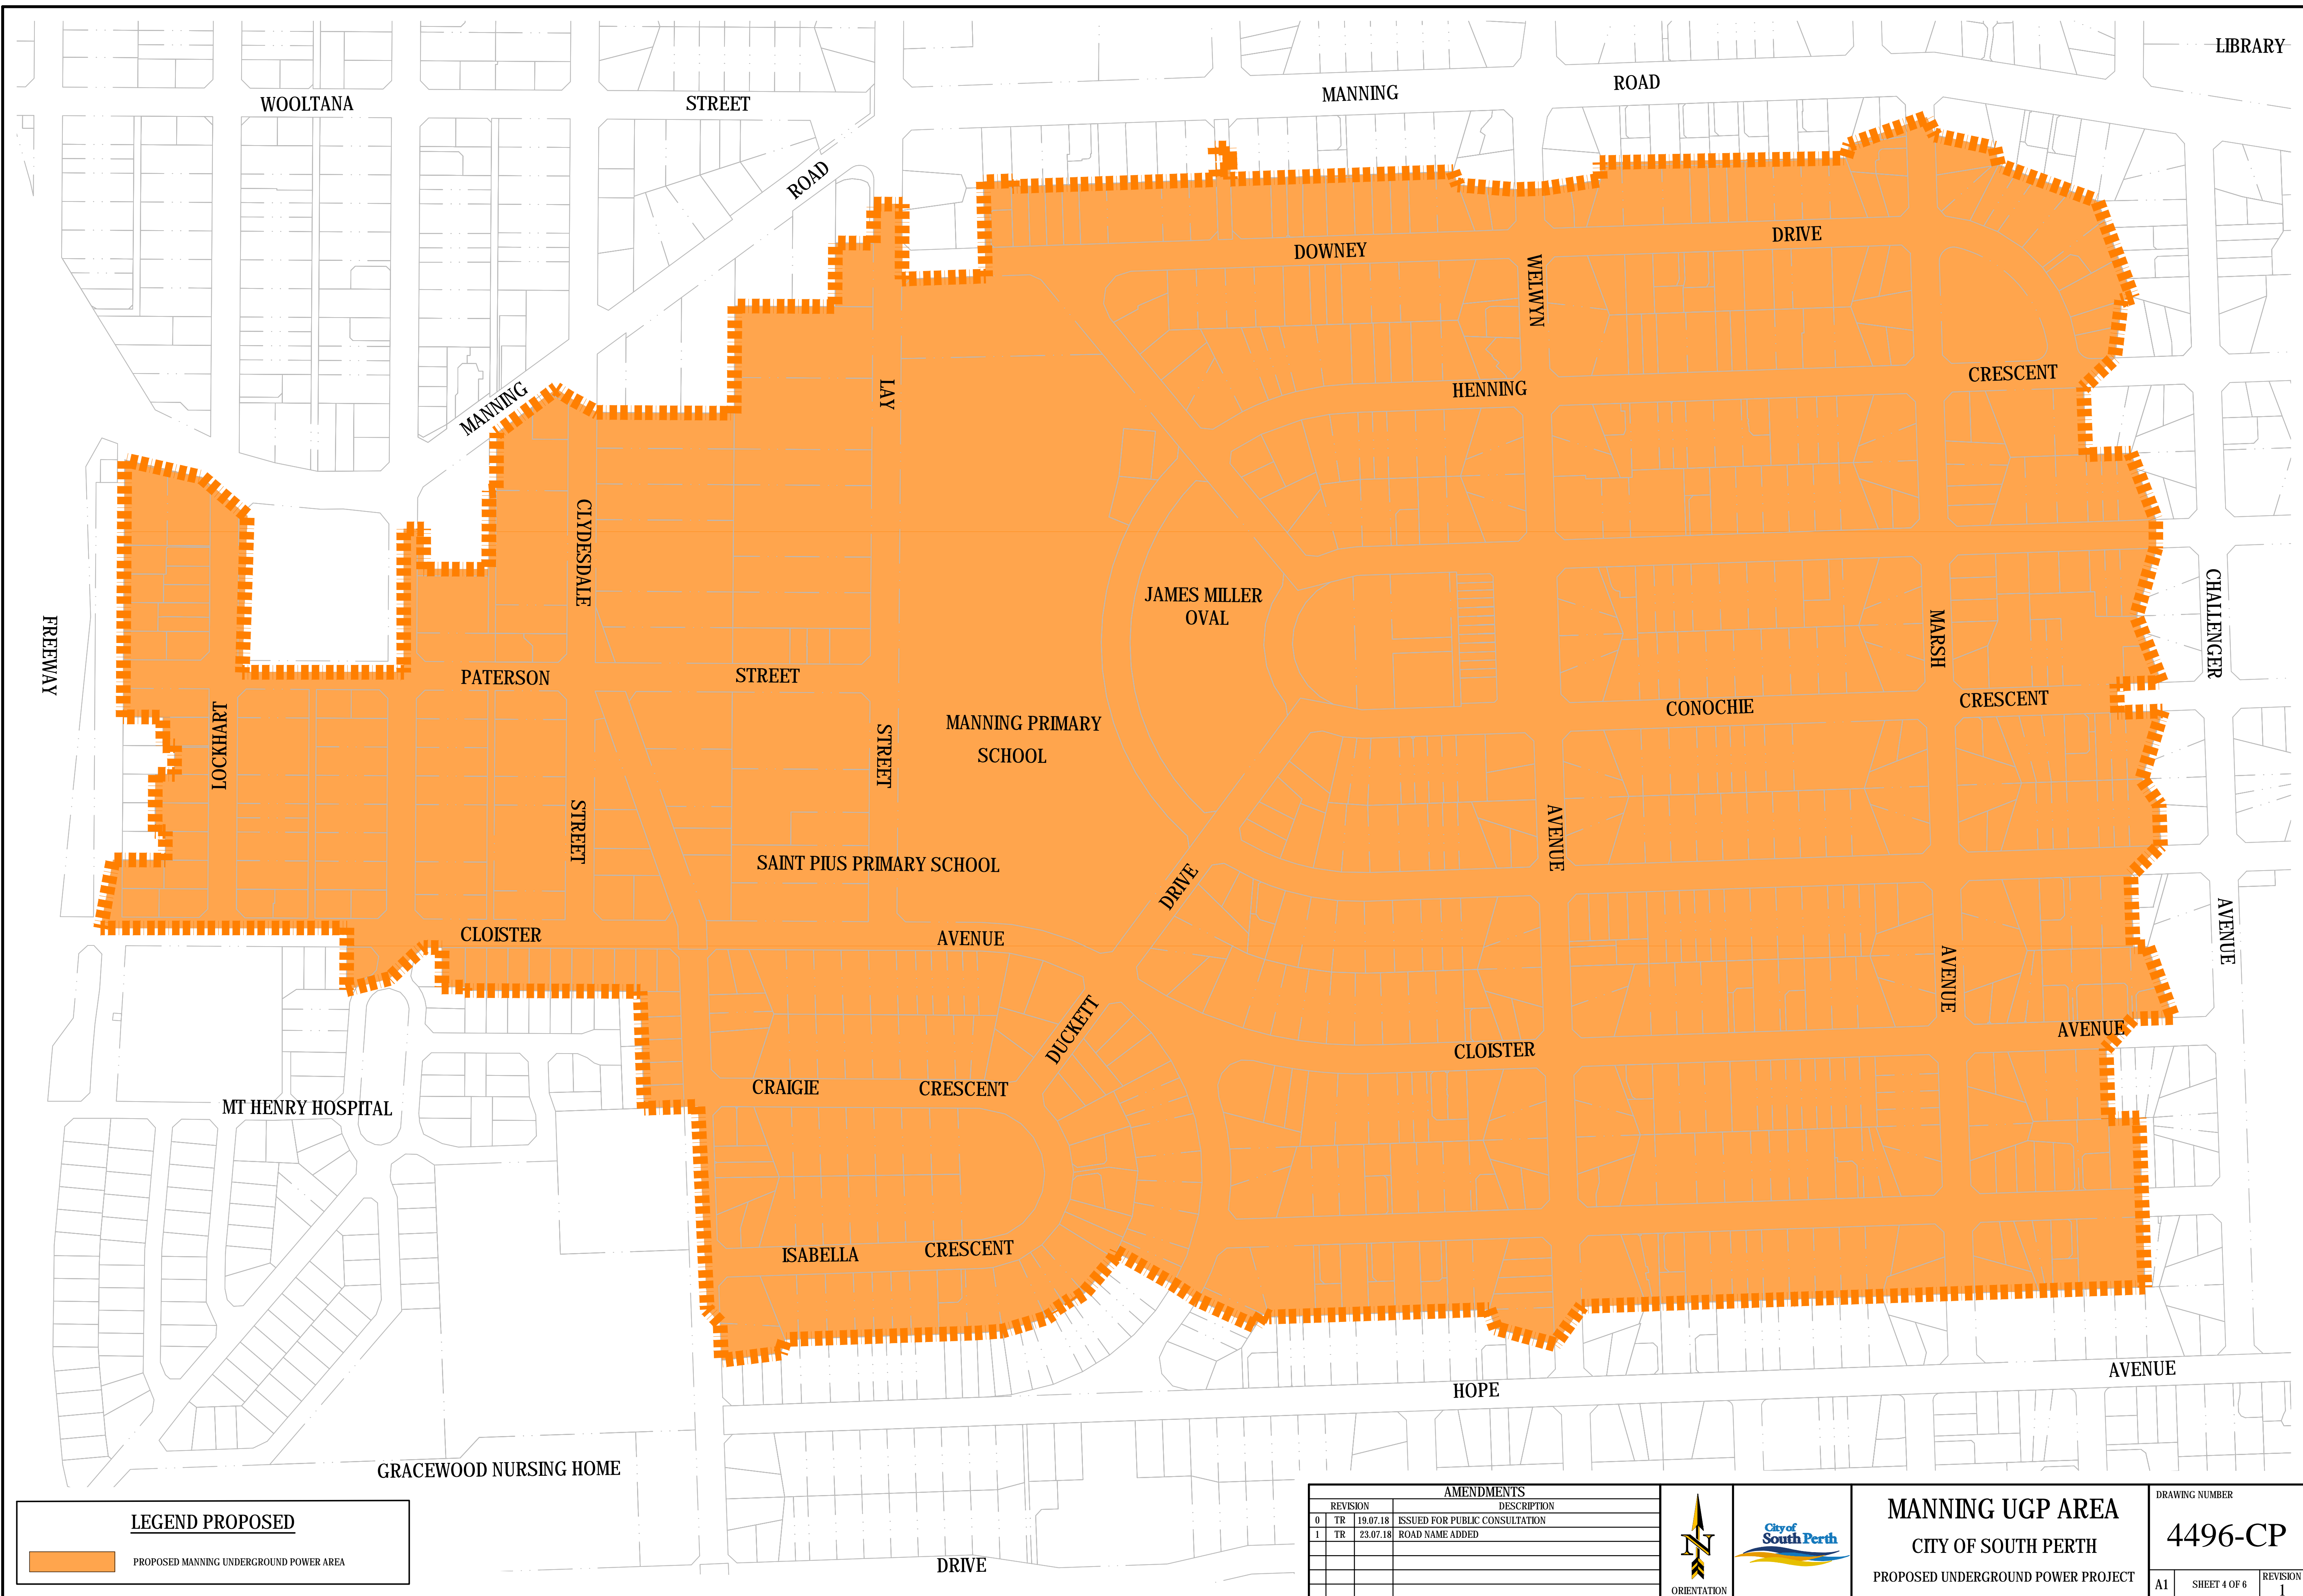 LIBRARY
WOOLTANA STREET
MANNING ROAD
ROAD
MANNING
DOWNEY DRIVE
WELWYN
LAY
HENNING CRESCENT
CLYDESDALE
JAMES MILLER
OVAL
CHALLENGER
MARSH
FREEWAY
PATERSON STREET
LOCKHART
CONOCHIE CRESCENT
MANNING PRIMARY
SCHOOL
STREET
STREET
AVENUE
SAINT PIUS PRIMARY SCHOOL
DRIVE
CLOISTER AVENUE
AVENUE
AVENUE
DUCKETT
CLOISTER AVENUE
CRAIGIE CRESCENT
MT HENRY HOSPITAL
ISABELLA CRESCENT
HOPE AVENUE
GRACEWOOD NURSING HOME
DRIVE
LEGEND PROPOSED
PROPOSED MANNING UNDERGROUND POWER AREA
AMENDMENTS
REVISION DESCRIPTION
0 TR 19.07.18 ISSUED FOR PUBLIC CONSULTATION
1 TR 23.07.18 ROAD NAME ADDED
N
ORIENTATION
City of
South Perth
MANNING UGP AREA
CITY OF SOUTH PERTH
PROPOSED UNDERGROUND POWER PROJECT
DRAWING NUMBER
4496-CP
A1 SHEET 4 OF 6 REVISION
1